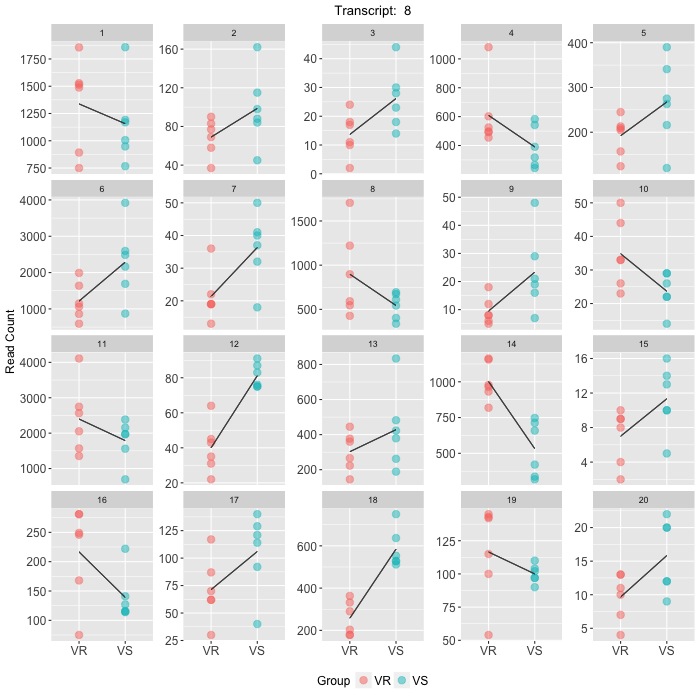 Transcript: 8
1 2 3 4 5
1750 1500 1250 1000 750
160 120 80 40
40 30 20 10 0
1000 800 600 400
400 300 200
6 7 8 9 10
4000 3000 2000 1000
50 40 30 20
1500 1000 500
50 40 30 20 10
50 40 30 20
Read Count
11 12 13 14 15
4000 3000 2000 1000
80 60 40 20
800 600 400 200
1000 750 500
16 12 8 4
16 17 18 19 20
250 200 150 100
125 100 75 50 25
600 400 200
125 100 75 50
20 15 10 5
VR VS VR VS VR VS VR VS VR VS
Group VR VS